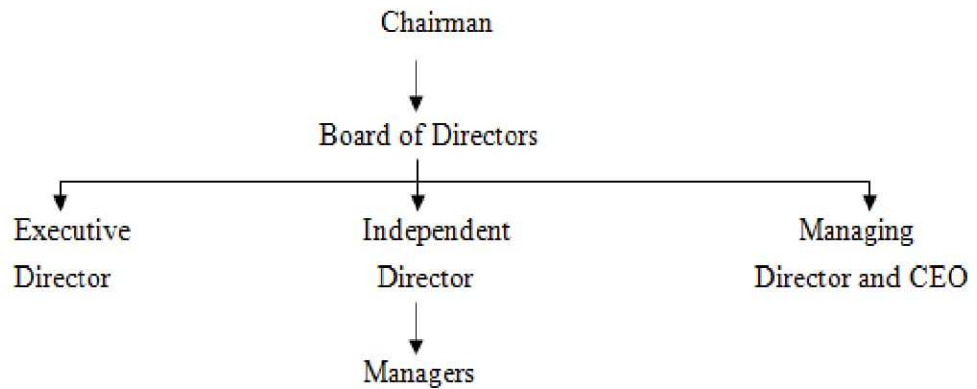 Chairman
Board of Directors
Executive
Director
Independent
Director
Managing
Director and CEO
Managers